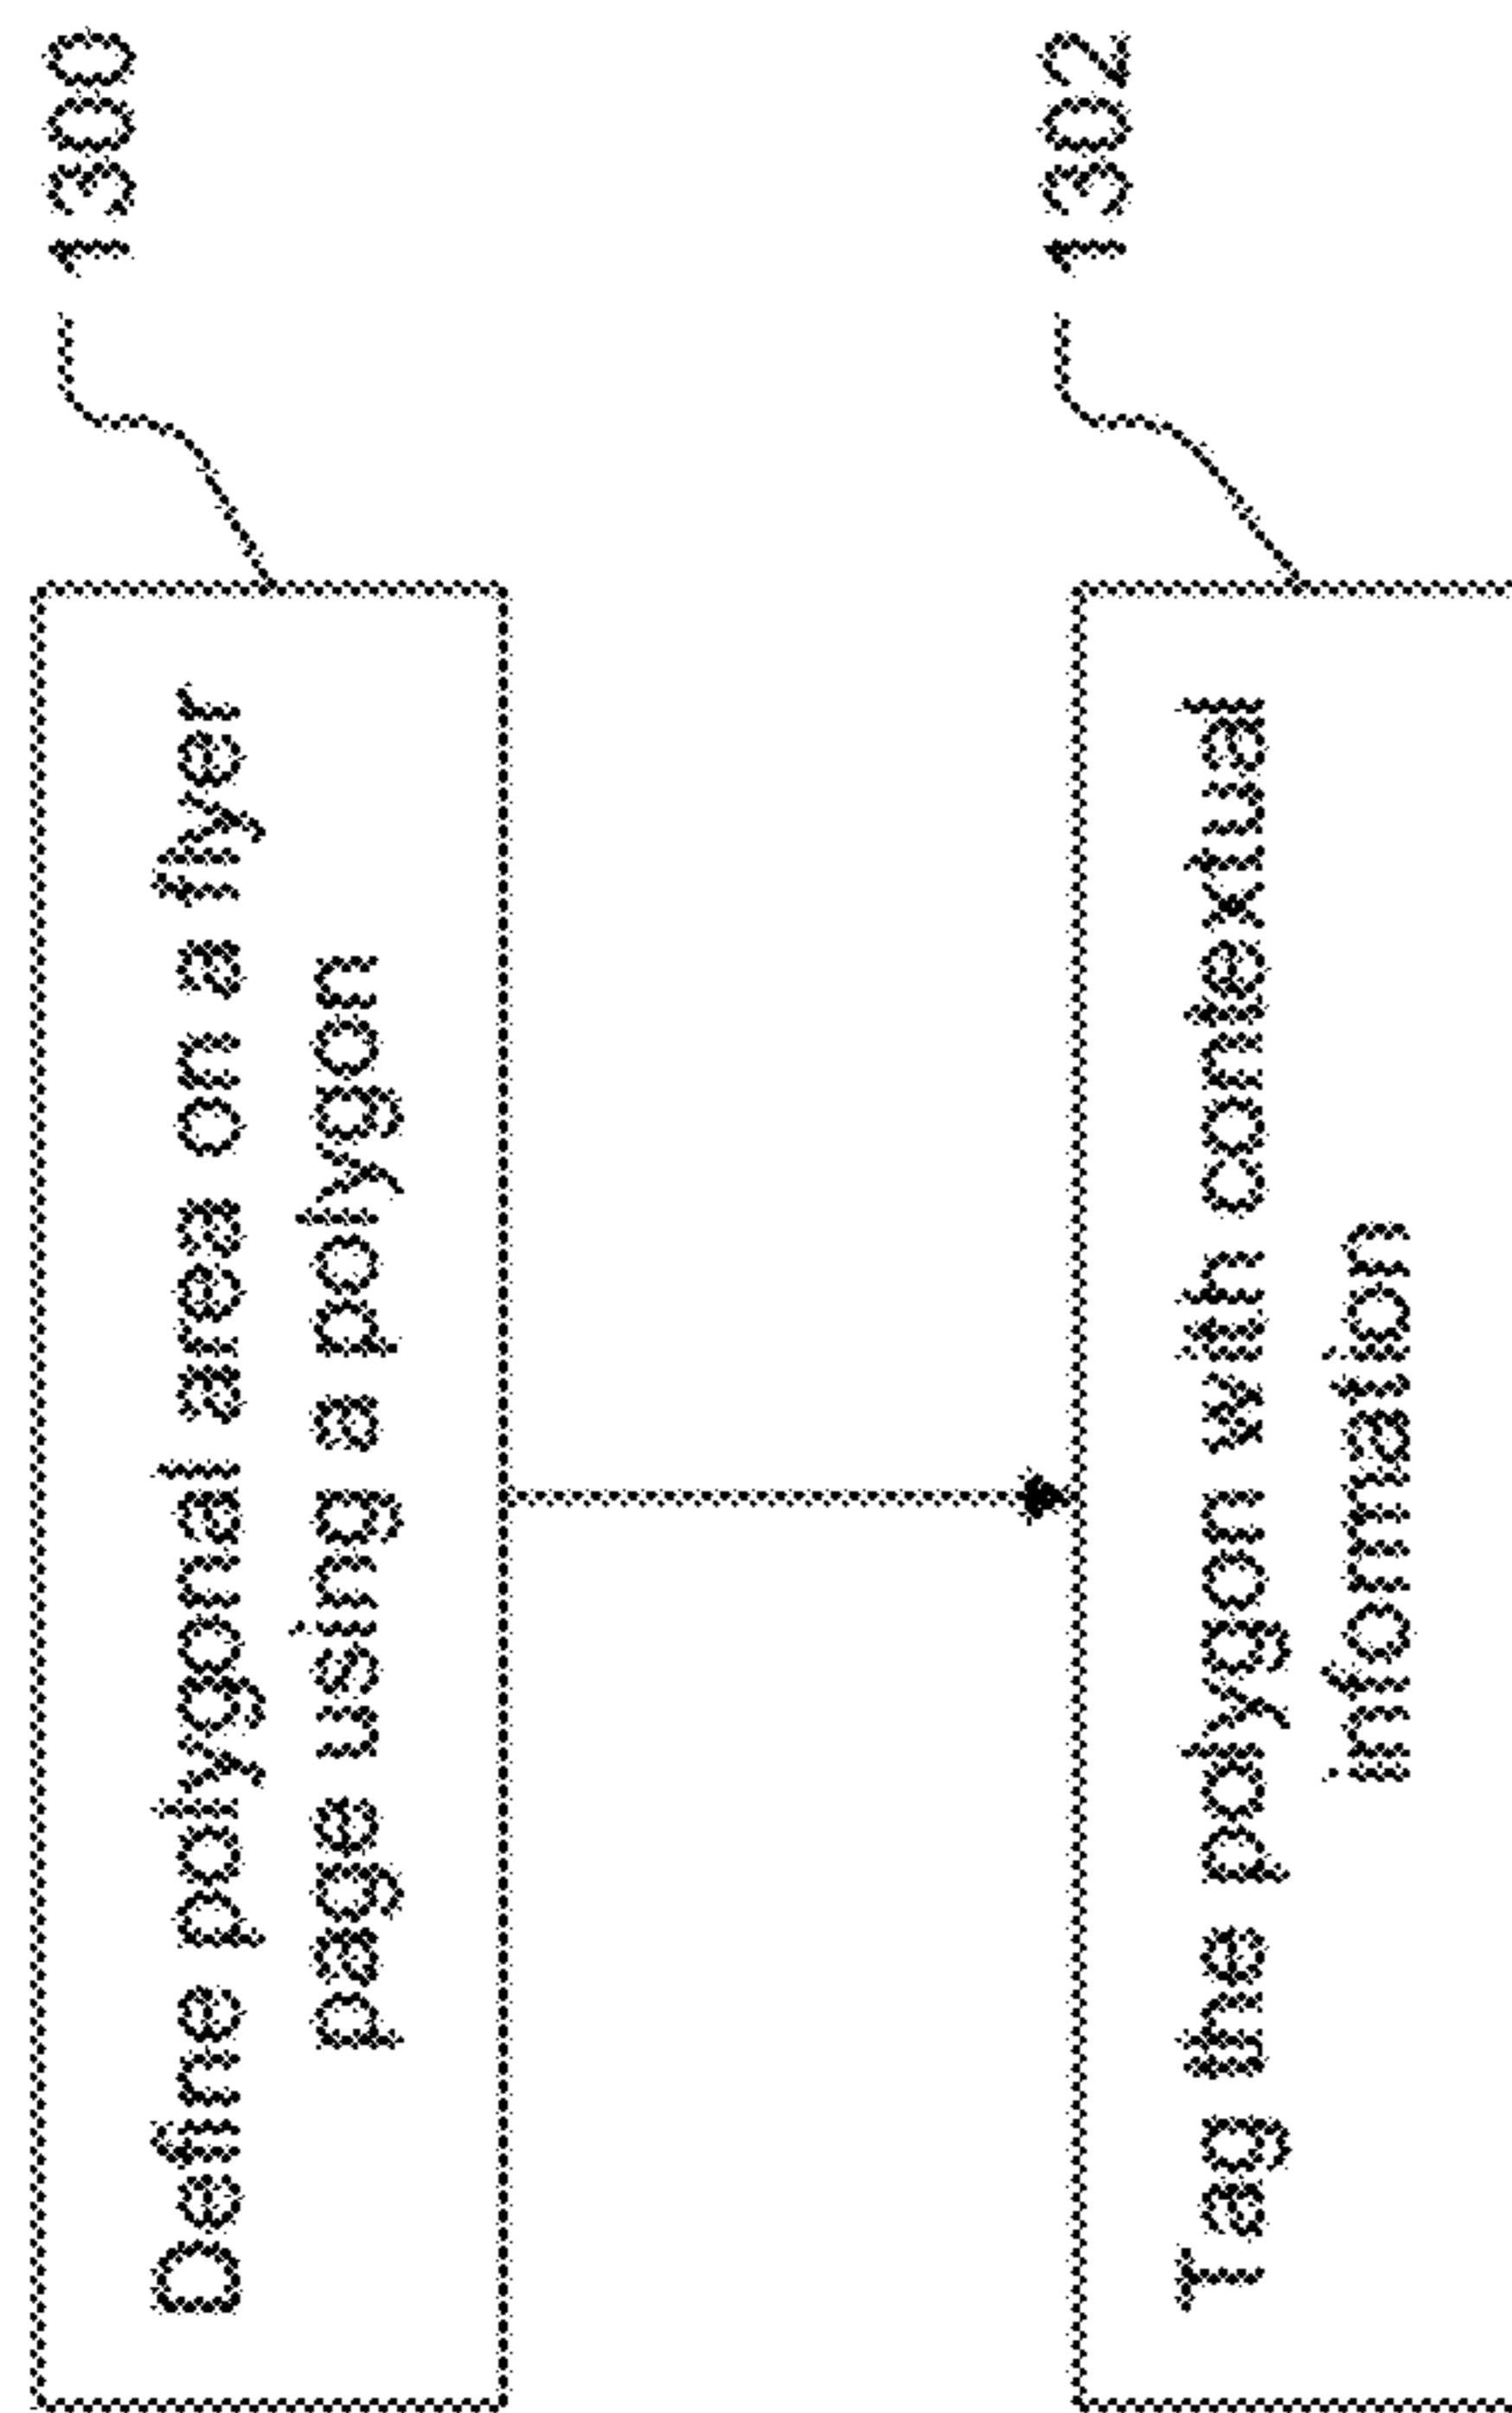 1300
Define polygonal area on a flyer
page using a polygon
1302
Tag the polygon with contextual
information